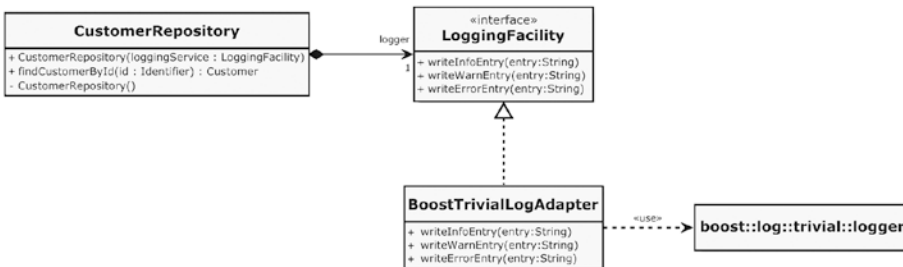 CustomerRepository
+ CustomerRepository(loggingService : LoggingFacility)
+ findCustomerById(id : Identifier) : Customer
- CustomerRepository()
logger
1
«interface»
LoggingFacility
+ writeInfoEntry(entry:String)
+ writeWarnEntry(entry:String)
+ writeErrorEntry(entry:String)
BoostTrivialLogAdapter
+ writeInfoEntry(entry:String)
+ writeWarnEntry(entry:String)
+ writeErrorEntry(entry:String)
«use»
boost::log::trivial::logger